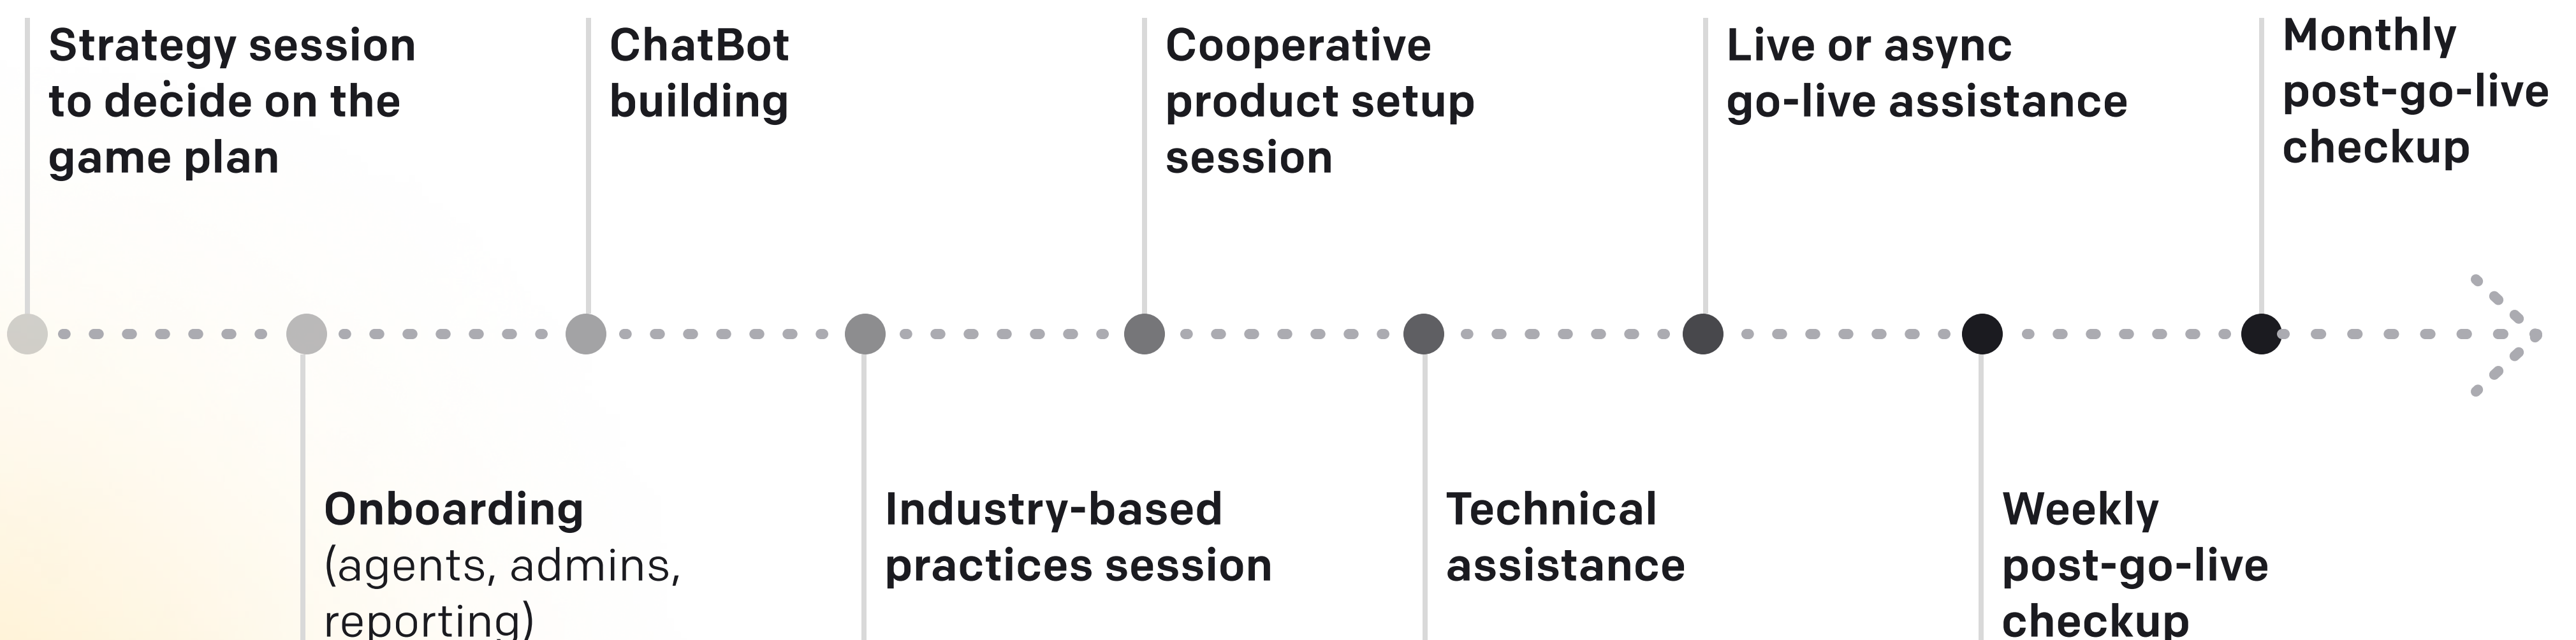 Strategy session
to decide on the
game plan
Onboarding
(agents, admins,
reporting)
ChatBot
building
Industry-based
practices session
Cooperative
product setup
session
Technical
assistance
Live or async
go-live assistance
Weekly
post-go-live
checkup
Monthly
post-go-live
checkup